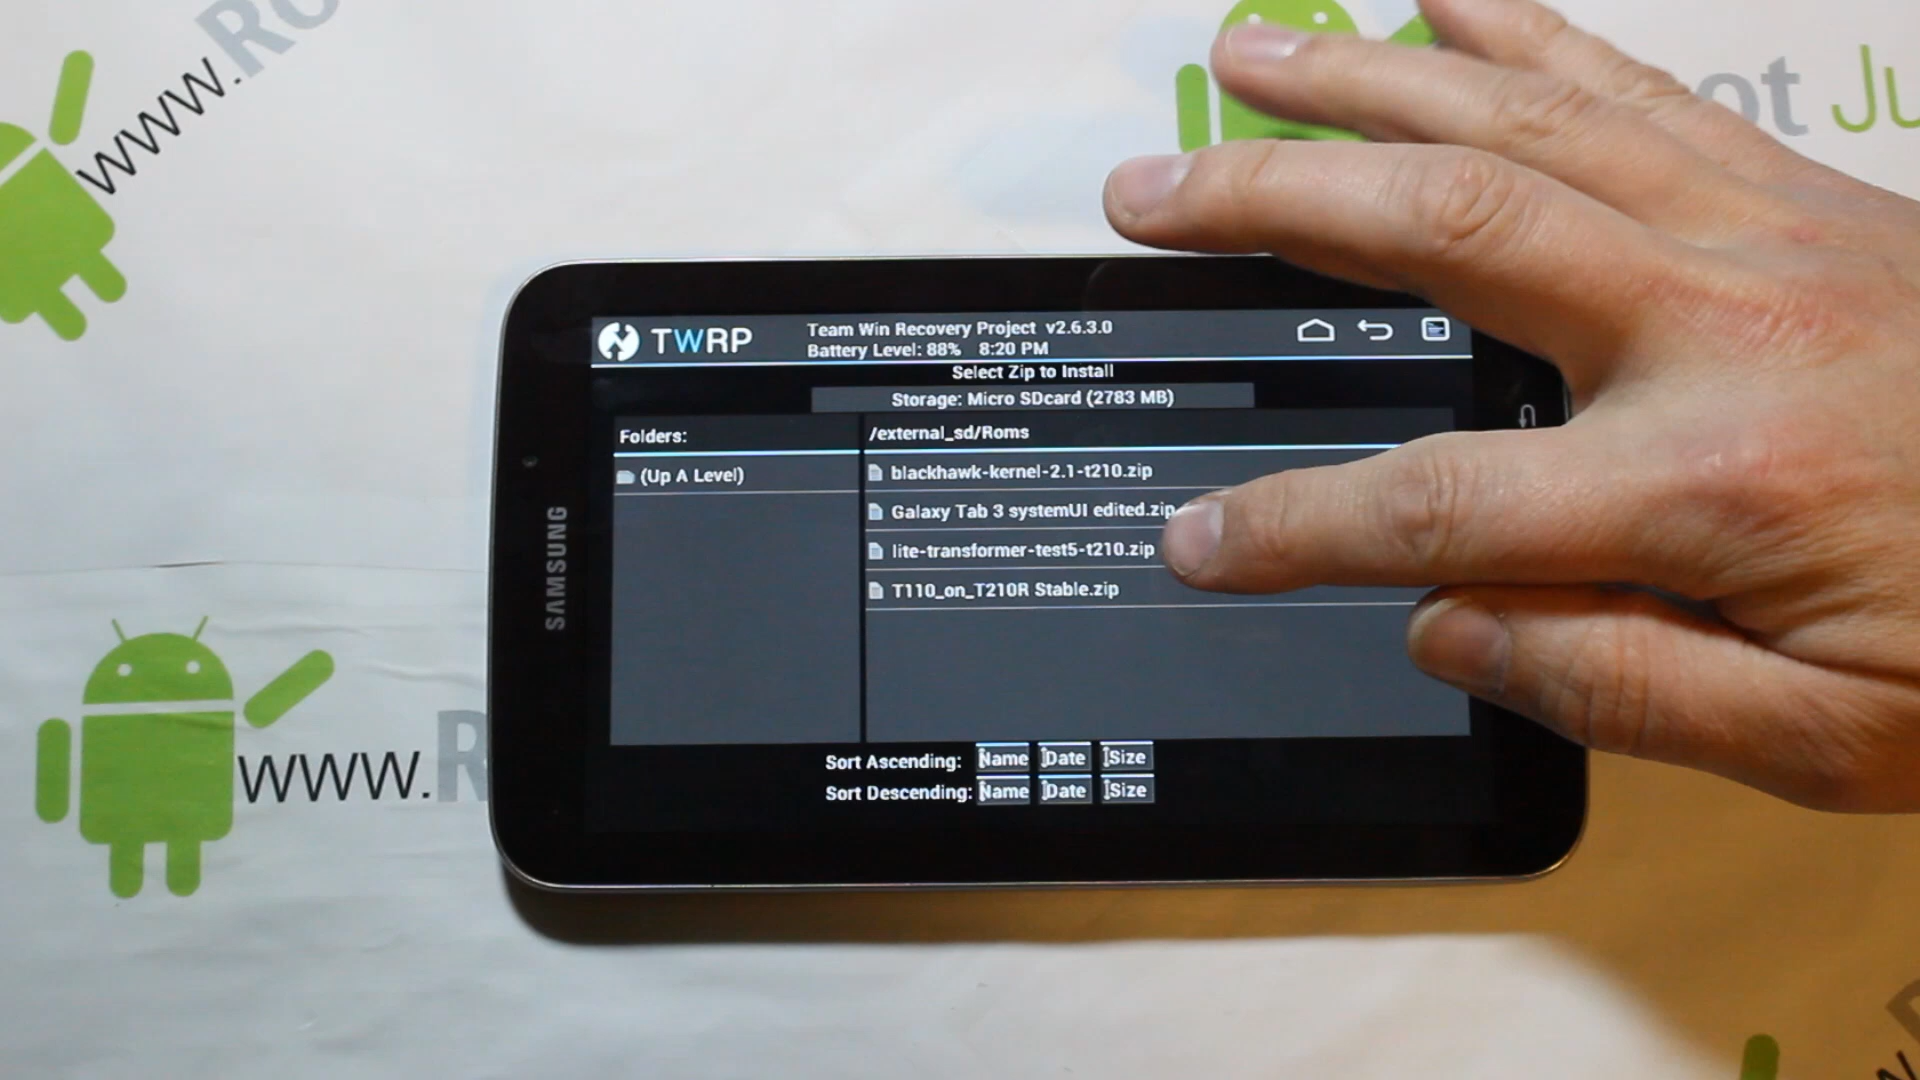 www.Ro
ot Ju
TWRP
Team Win Recovery Project v2.6.3.0
Battery Level: 88% 8:20 PM
Select Zip to Install
Storage: Micro SDcard (2783 MB)
Folders:
/external_sd/Roms
(Up A Level)
blackhawk-kernel-2.1-t210.zip
Galaxy Tab 3 systemUI edited.zip
lite-transformer-test5-t210.zip
T110_on_T210R Stable.zip
SAMSUNG
www.R
Sort Ascending: Name Date Size
Sort Descending: Name Date Size